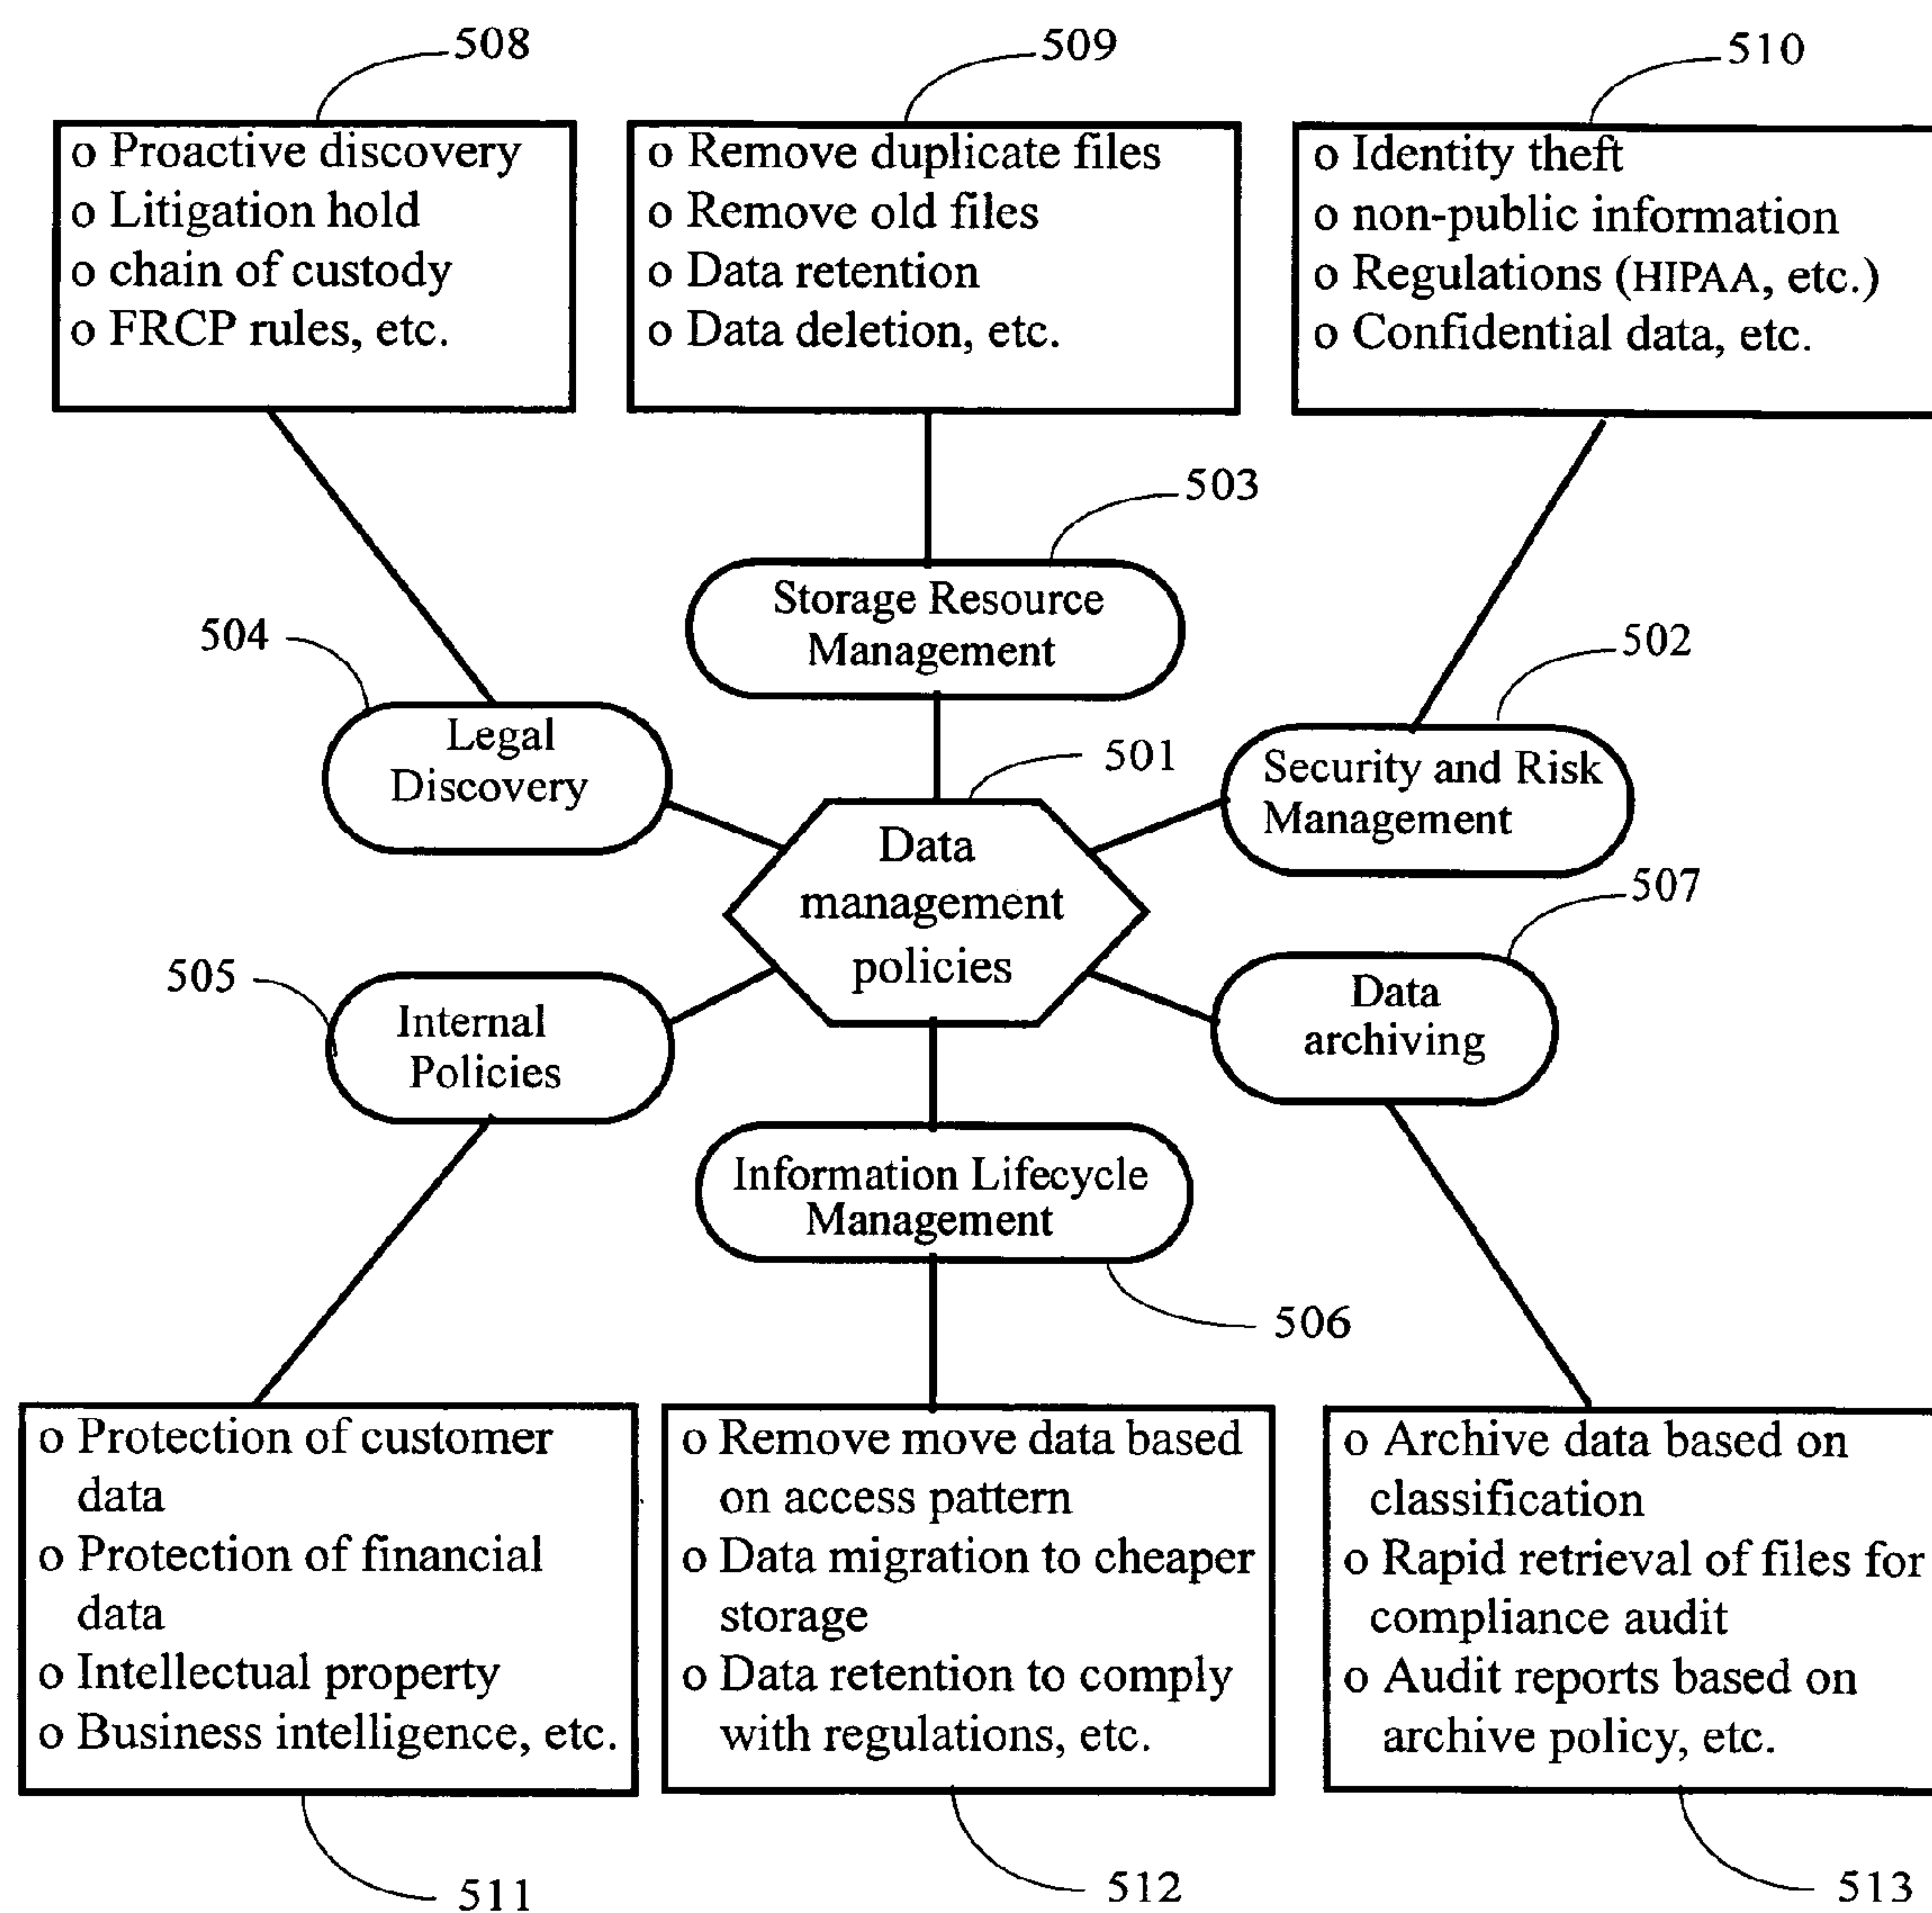 508
509
510
o Proactive discovery
o Litigation hold
o chain of custody
o FRCP rules, etc.
o Remove duplicate files
o Remove old files
o Data retention
o Data deletion, etc.
o Identity theft
o non-public information
o Regulations (HIPAA, etc.)
o Confidential data, etc.
503
Storage Resource
Management
504
Legal
Discovery
502
Security and Risk
Management
501
Data
management
policies
507
Data
archiving
505
Internal
Policies
Information Lifecycle
Management
506
o Protection of customer
data
o Protection of financial
data
o Intellectual property
o Business intelligence, etc.
o Remove move data based
on access pattern
o Data migration to cheaper
storage
o Data retention to comply
with regulations, etc.
o Archive data based on
classification
o Rapid retrieval of files for
compliance audit
o Audit reports based on
archive policy, etc.
511
512
513